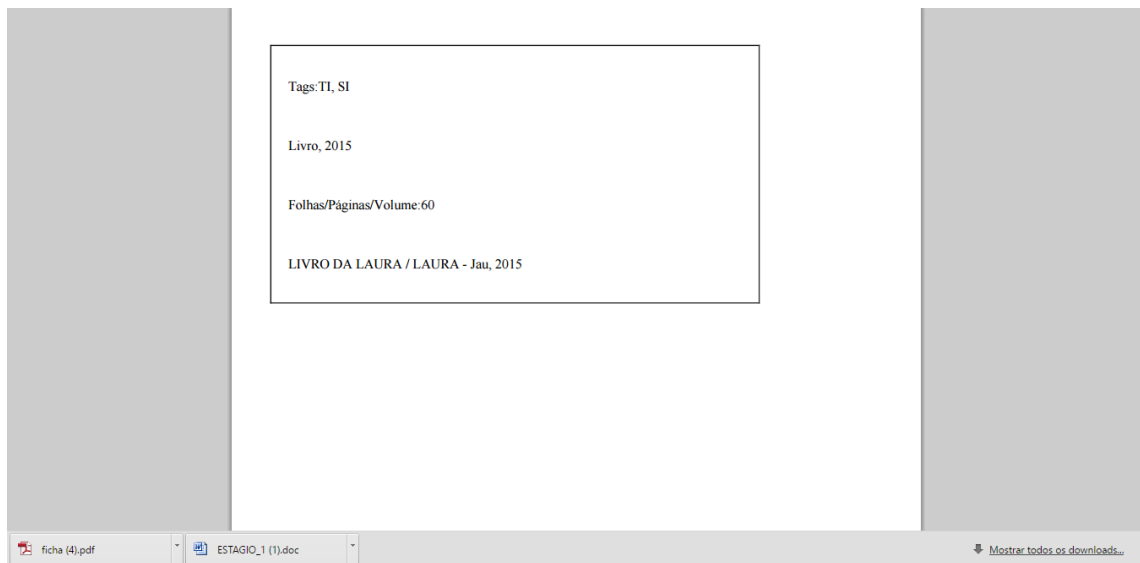 Tags:TI, SI
Livro, 2015
Folhas/Páginas/Volume:60
LIVRO DA LAURA / LAURA - Jau, 2015
ficha (4).pdf
ESTAGIO_1 (1).doc
Mostrar todos os downloads...